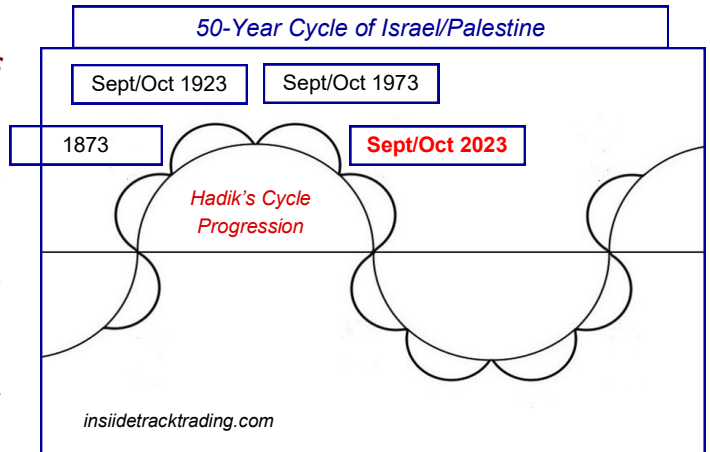 50-Year Cycle of Israel/Palestine
Sept/Oct 1923
Sept/Oct 1973
1873
Sept/Oct 2023
Hadik's Cycle
Progression
insiidetracktrading.com